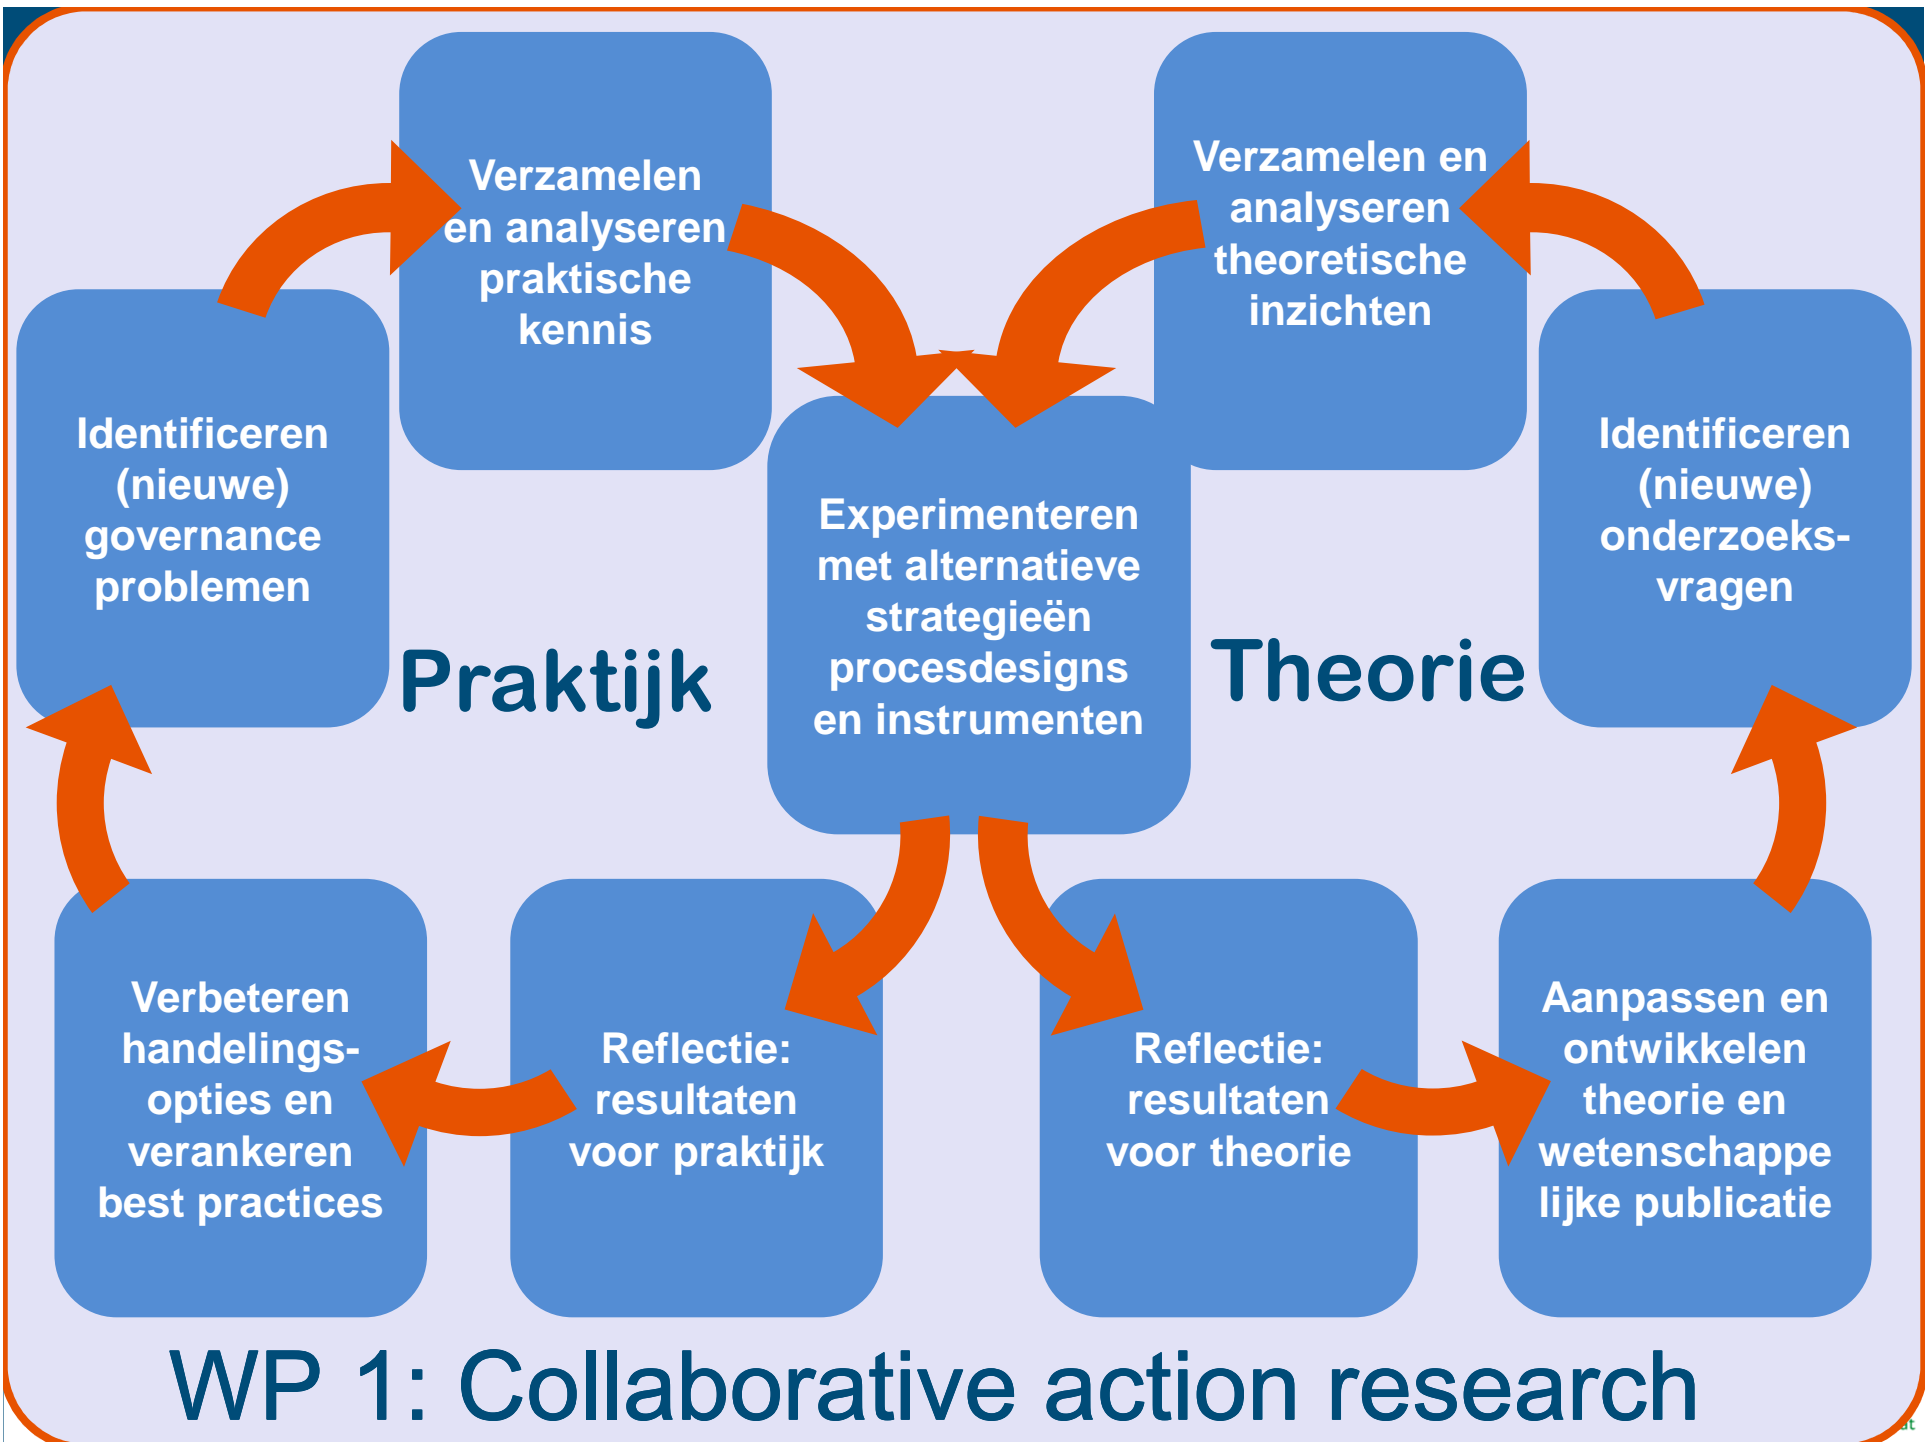 Verzamelen
en analyseren
praktische
kennis
Verzamelen en
analyseren
theoretische
inzichten
Identificeren
(nieuwe)
governance
problemen
Experimenteren
met alternatieve
strategieën
procesdesigns
en instrumenten
Identificeren
(nieuwe)
onderzoeks-
vragen
Praktijk
Theorie
Verbeteren
handelings-
opties en
verankeren
best practices
Reflectie:
resultaten
voor praktijk
Reflectie:
resultaten
voor theorie
Aanpassen en
ontwikkelen
theorie en
wetenschappe
lijke publicatie
WP 1: Collaborative action research